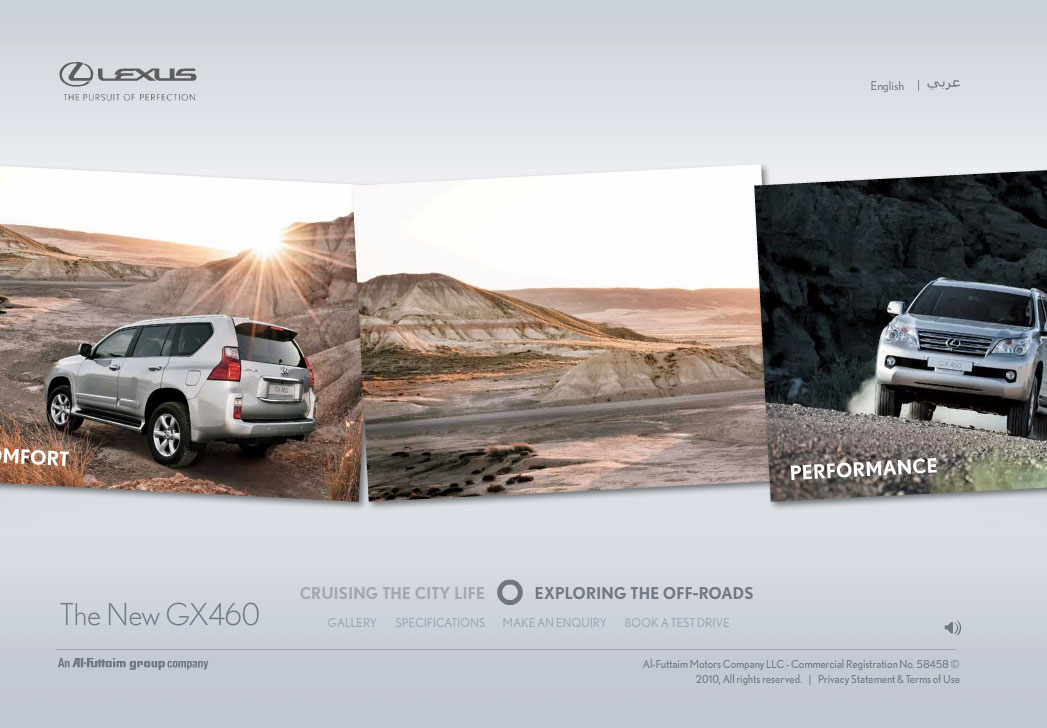 LEXUS
THE PURSUIT OF PERFECTION
English | عربي
OMFORT
GX460
GX460
PERFORMANCE
CRUISING THE CITY LIFE EXPLORING THE OFF-ROADS
The New GX460
GALLERY SPECIFICATIONS MAKE AN ENQUIRY BOOK A TEST DRIVE
An Al-Futtaim group company
Al-Futtaim Motors Company LLC - Commercial Registration No. 58458 ©
2010, All rights reserved. | Privacy Statement & Terms of Use